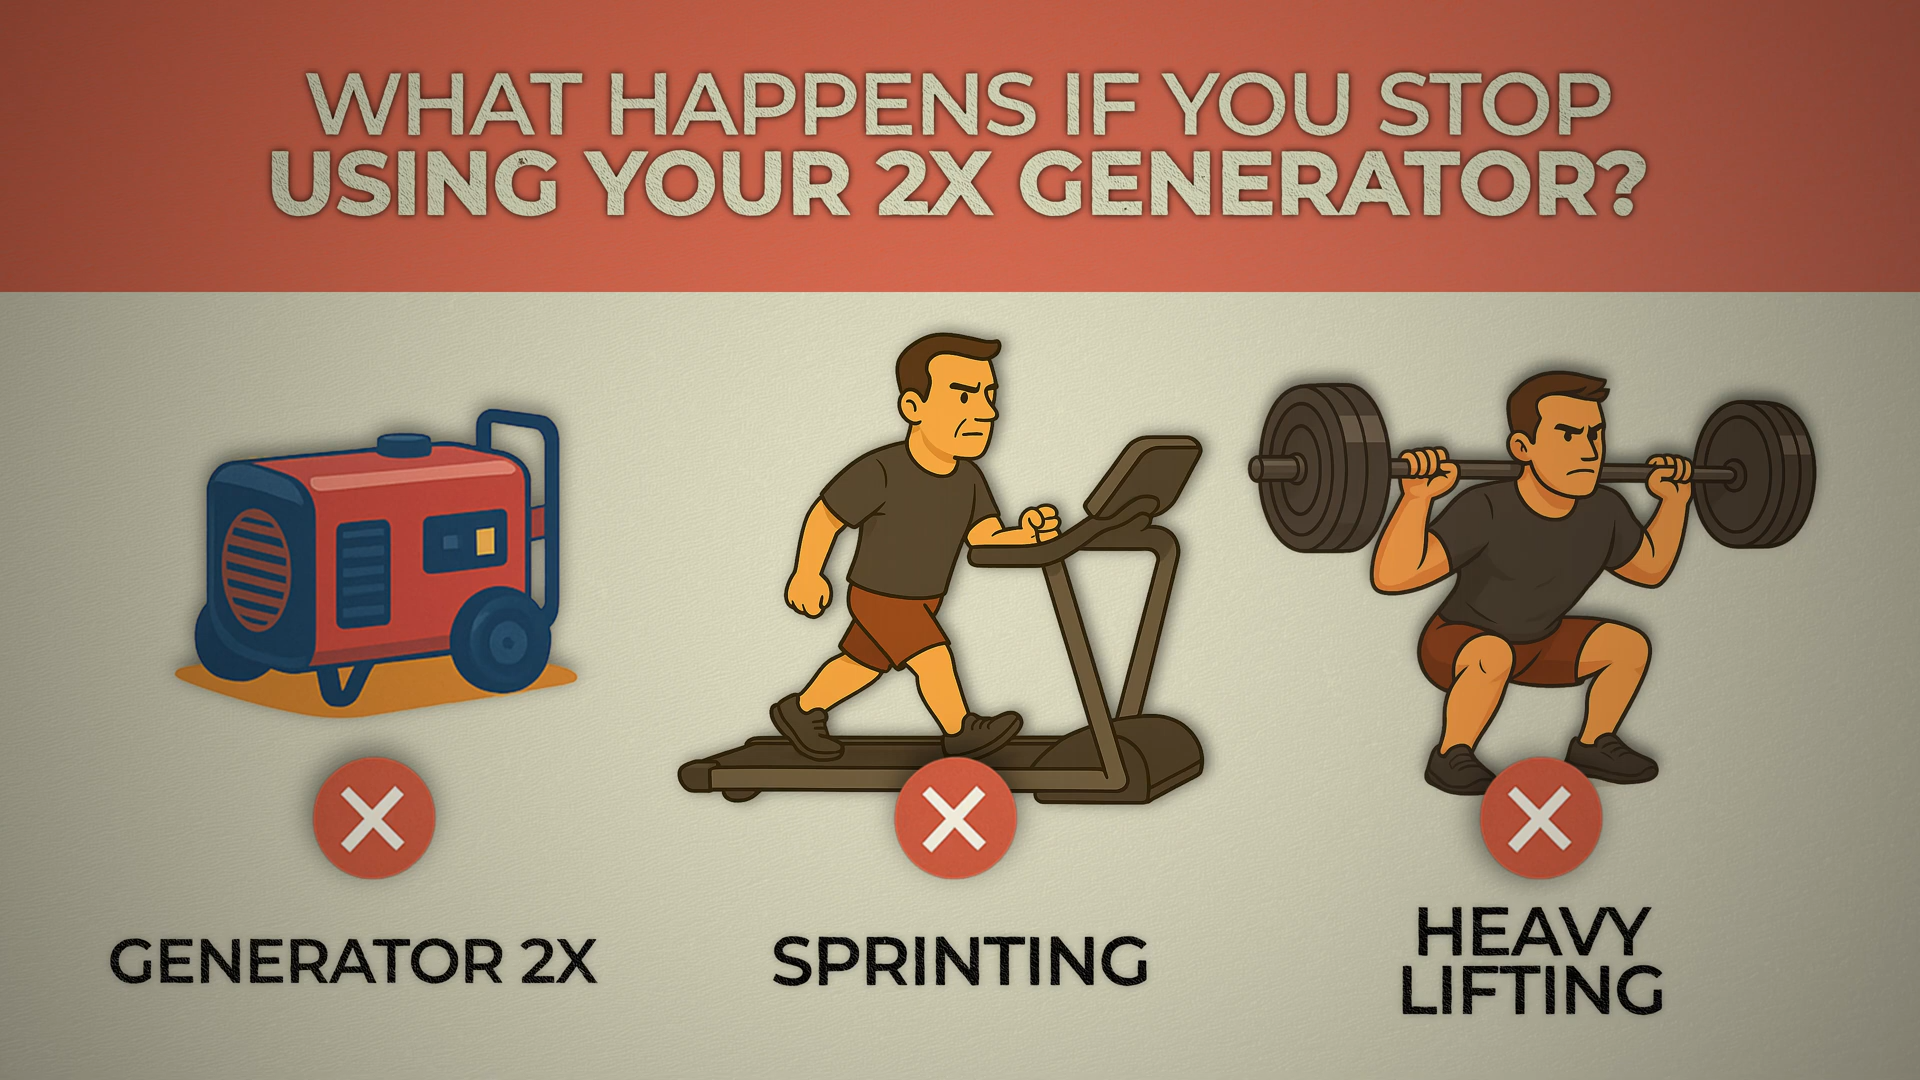 WHAT HAPPENS IF YOU STOP
USING YOUR 2X GENERATOR?
GENERATOR 2X
SPRINTING
HEAVY
LIFTING